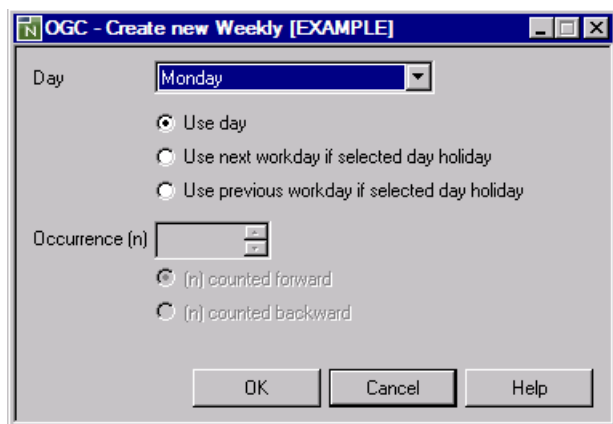 N OGC - Create new Weekly [EXAMPLE]
Day Monday
Use day
Use next workday if selected day holiday
Use previous workday if selected day holiday
Occurrence (n)
(n) counted forward
(n) counted backward
OK Cancel Help